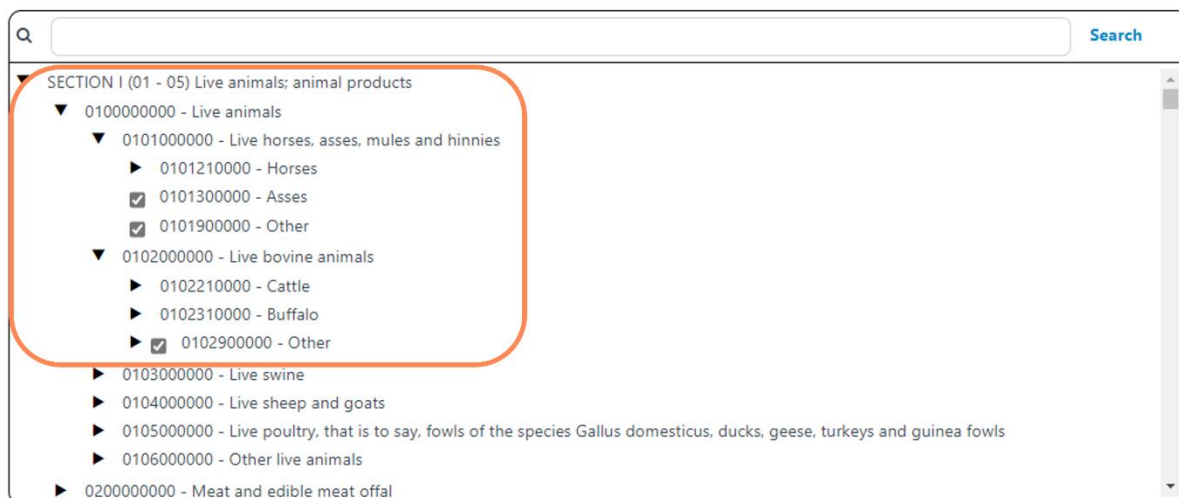 Search
SECTION I (01 - 05) Live animals; animal products
0100000000 - Live animals
0101000000 - Live horses, asses, mules and hinnies
0101210000 - Horses
0101300000 - Asses
0101900000 - Other
0102000000 - Live bovine animals
0102210000 - Cattle
0102310000 - Buffalo
0102900000 - Other
0103000000 - Live swine
0104000000 - Live sheep and goats
0105000000 - Live poultry, that is to say, fowls of the species Gallus domesticus, ducks, geese, turkeys and guinea fowls
0106000000 - Other live animals
0200000000 - Meat and edible meat offal